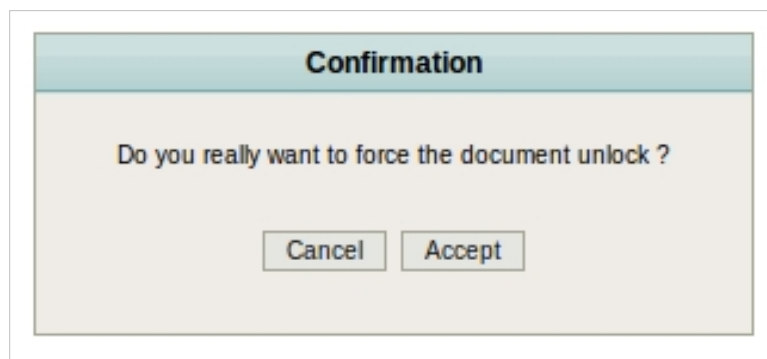 Confirmation
Do you really want to force the document unlock ?
Cancel Accept